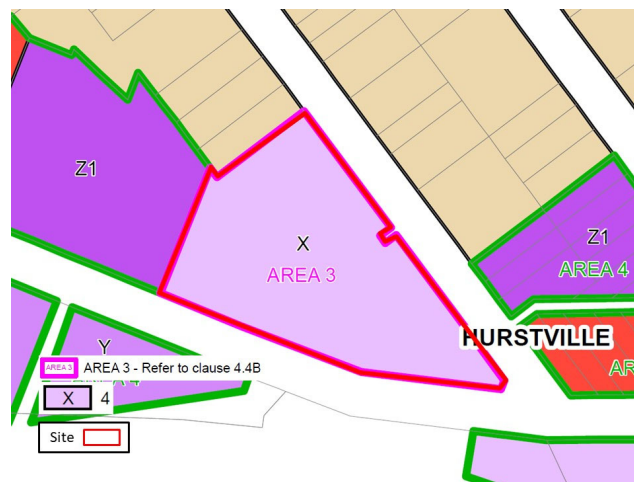 Z1
X
AREA 3
Z1
AREA 4
HURSTVILLE
Y
AREA 3 AREA 3 - Refer to clause 4.4B
X 4
Site